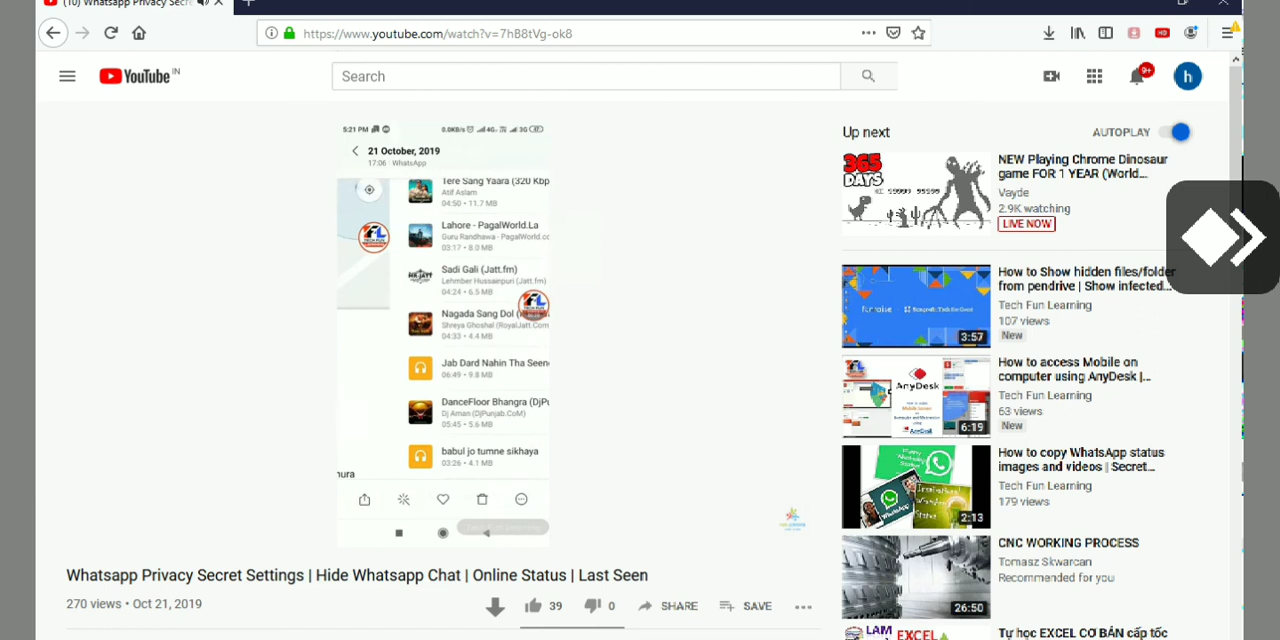 (10) Whatsapp Privacy Secre
https://www.youtube.com/watch?v=7h88tVg-ok8
YouTube IN
Search
9+
h
5:21 PM
21 October, 2019
17:06 WhatsApp
Tere Sang Yaara (320 Kbp
Atif Aslam
04:50 • 11.7 MB
Lahore - PagalWorld.La
Guru Randhawa - PagalWorld.co
03:17 • 8.0 MB
Sadi Gali (Jatt.fm)
Lehmber Hussainpuri (Jatt.fm)
04:24 • 6.5 MB
Nagada Sang Dol
Shreya Ghoshal (RoyalJatt.Com
04:33 • 4.4 MB
Jab Dard Nahin Tha Seen
06:49 • 9.8 MB
DanceFloor Bhangra (DjPu
Dj Aman (DjPunjab.CoM)
05:45 • 5.6 MB
babul jo tumne sikhaya
03:26 • 4.1 MB
nura
Whatsapp Privacy Secret Settings | Hide Whatsapp Chat | Online Status | Last Seen
270 views • Oct 21, 2019
39
0
SHARE
SAVE
Up next
AUTOPLAY
365 DAYS
HI 99999 99999
NEW Playing Chrome Dinosaur
game FOR 1 YEAR (World...
Vayde
2.9K watching
LIVE NOW
3:57
How to Show hidden files/folder
from pendrive | Show infected...
Tech Fun Learning
107 views
New
AnyDesk
6:19
How to access Mobile on
computer using AnyDesk |...
Tech Fun Learning
63 views
New
WhatsApp
2:13
How to copy WhatsApp status
images and videos | Secret...
Tech Fun Learning
179 views
26:50
CNC WORKING PROCESS
Tomasz Skwarcan
Recommended for you
LAM
EXCEL
Tự học EXCEL CƠ BẢN cấp tốc